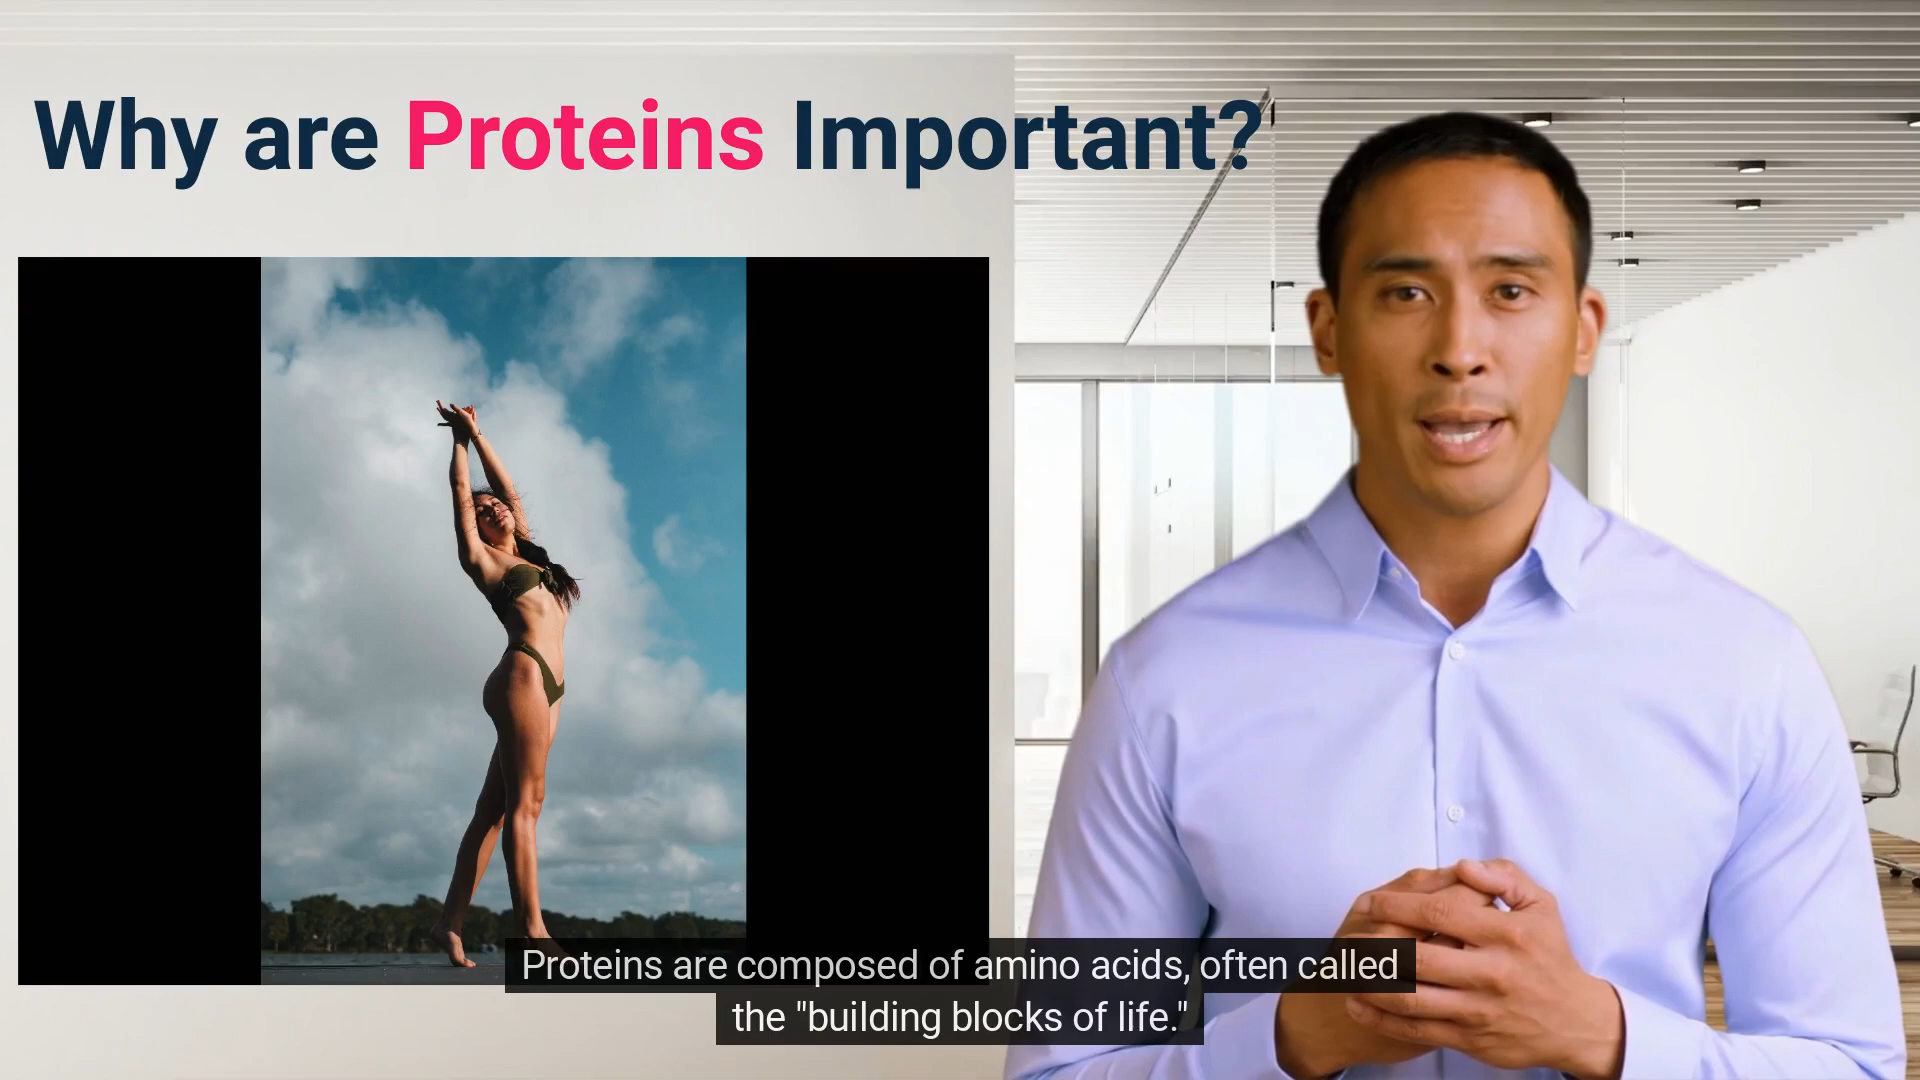 Why are Proteins Important?
Proteins are composed of amino acids, often called
the "building blocks of life."